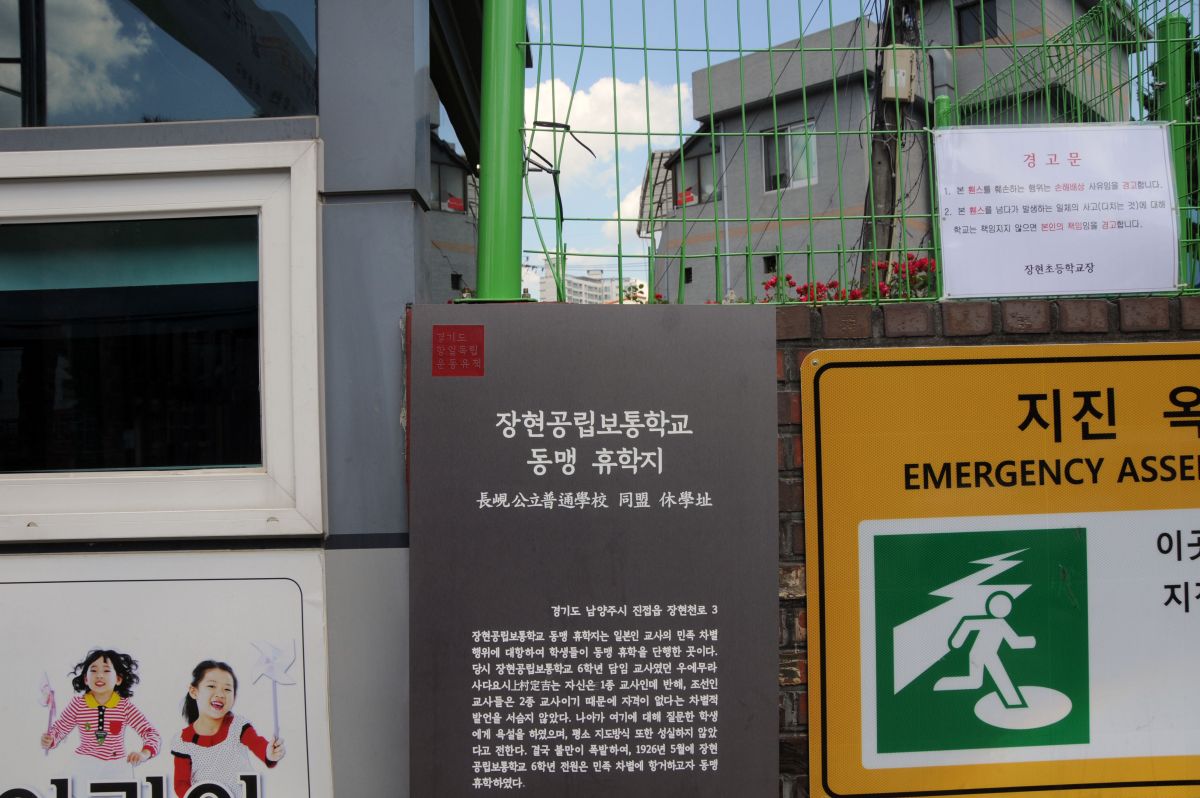 경고문
1. 본 휀스를 훼손하는 행위는 손해배상 사유임을 경고합니다.
2. 본 휀스를 넘다가 발생하는 일체의 사고(다치는 것)에 대해
학교는 책임지지 않으면 본인의 책임임을 경고합니다.
장현초등학교장
경기도
항일독립
운동유적
장현공립보통학교
동맹 휴학지
長峴公立普通學校 同盟 休學址
경기도 남양주시 진접읍 장현천로 3
장현공립보통학교 동맹 휴학지는 일본인 교사의 민족 차별
행위에 대항하여 학생들이 동맹 휴학을 단행한 곳이다.
당시 장현공립보통학교 6학년 담임 교사였던 우에무라
사다요시上村定吉는 자신은 1종 교사인데 반해, 조선인
교사들은 2종 교사이기 때문에 자격이 없다는 차별적
발언을 서슴지 않았다. 나아가 여기에 대해 질문한 학생
에게 욕설을 하였으며, 평소 지도방식 또한 성실하지 않았
다고 전한다. 결국 불만이 폭발하여, 1926년 5월에 장현
공립보통학교 6학년 전원은 민족 차별에 항거하고자 동맹
휴학하였다.
지진 옥
EMERGENCY ASSE
이곳
지진